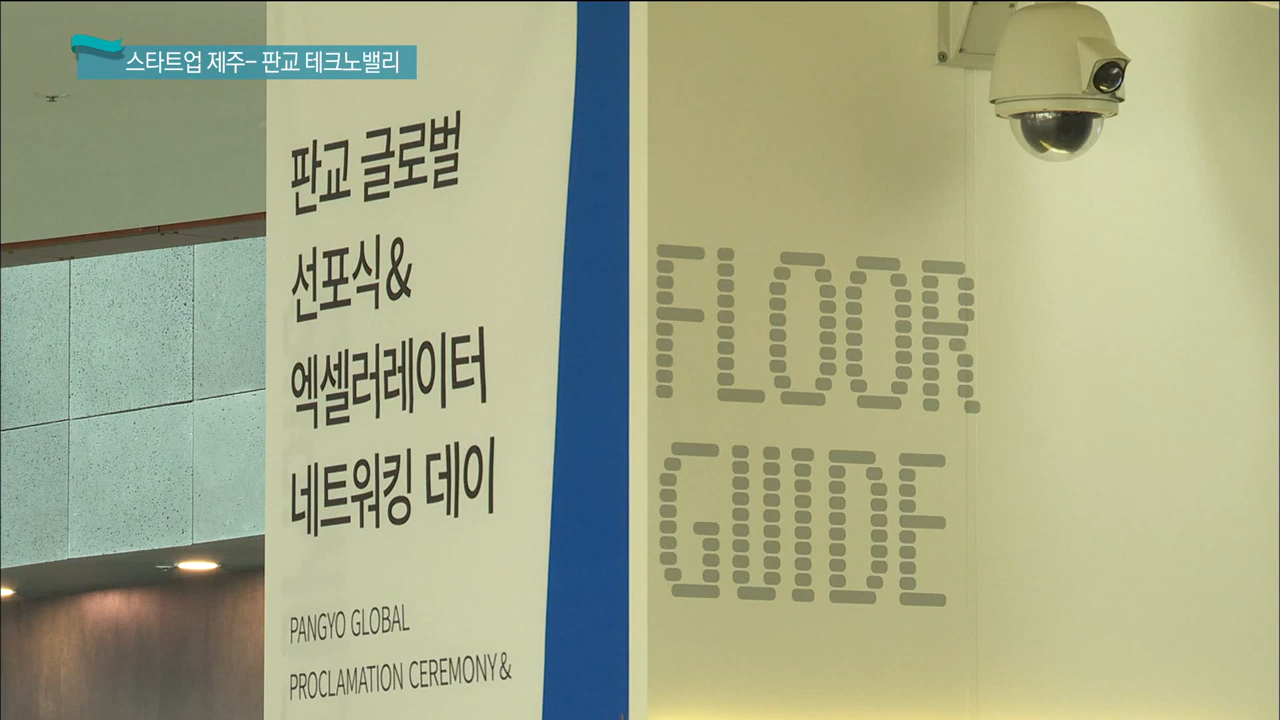 스타트업 제주- 판교 테크노밸리
판교 글로벌
선포식&
엑셀러레이터
네트워킹 데이
PANGYO GLOBAL
PROCLAMATION CEREMONY&
FLOOR
GUIDE